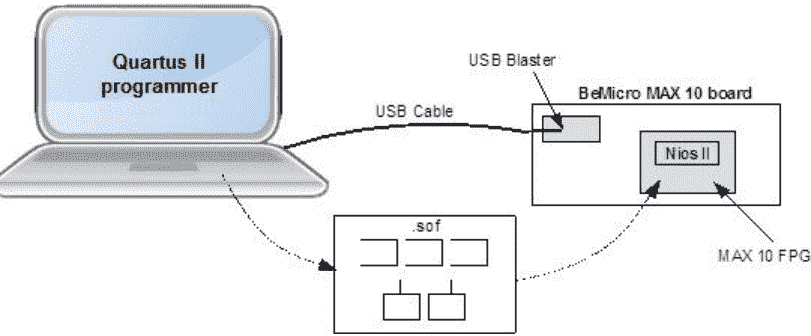 Quartus II
programmer
USB Blaster
BeMicro MAX 10 board
USB Cable
Nios II
.sof
MAX 10 FPG